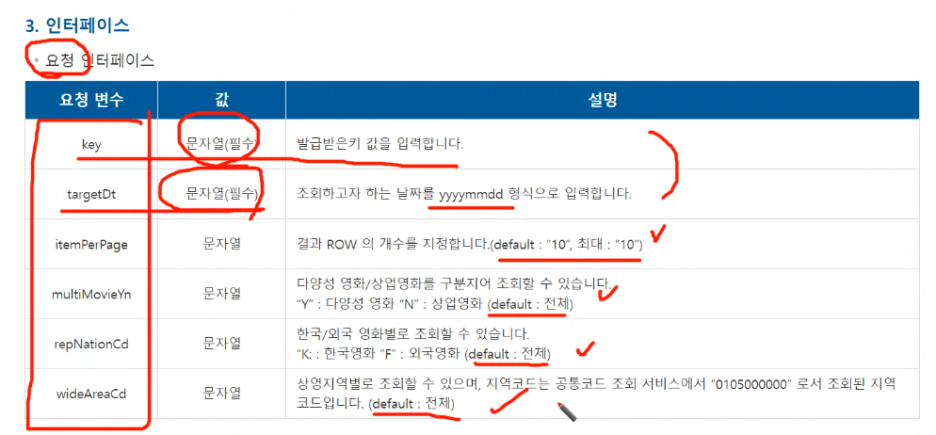 3. 인터페이스
요청 인터페이스
요청 변수 값 설명
key 문자열(필수) 발급받은키 값을 입력합니다.
targetDt 문자열(필수) 조회하고자 하는 날짜를 yyyymmdd 형식으로 입력합니다.
itemPerPage 문자열 결과 ROW 의 개수를 지정합니다.(default : “10”, 최대 : “10”)
multiMovieYn 문자열 다양성 영화/상업영화를 구분지어 조회할 수 있습니다.
“Y” : 다양성 영화 “N” : 상업영화 (default : 전체)
repNationCd 문자열 한국/외국 영화별로 조회할 수 있습니다.
“K: : 한국영화 “F” : 외국영화 (default : 전체)
wideAreaCd 문자열 상영지역별로 조회할 수 있으며, 지역코드는 공통코드 조회 서비스에서 “0105000000” 로서 조회된 지역
코드입니다. (default : 전체)